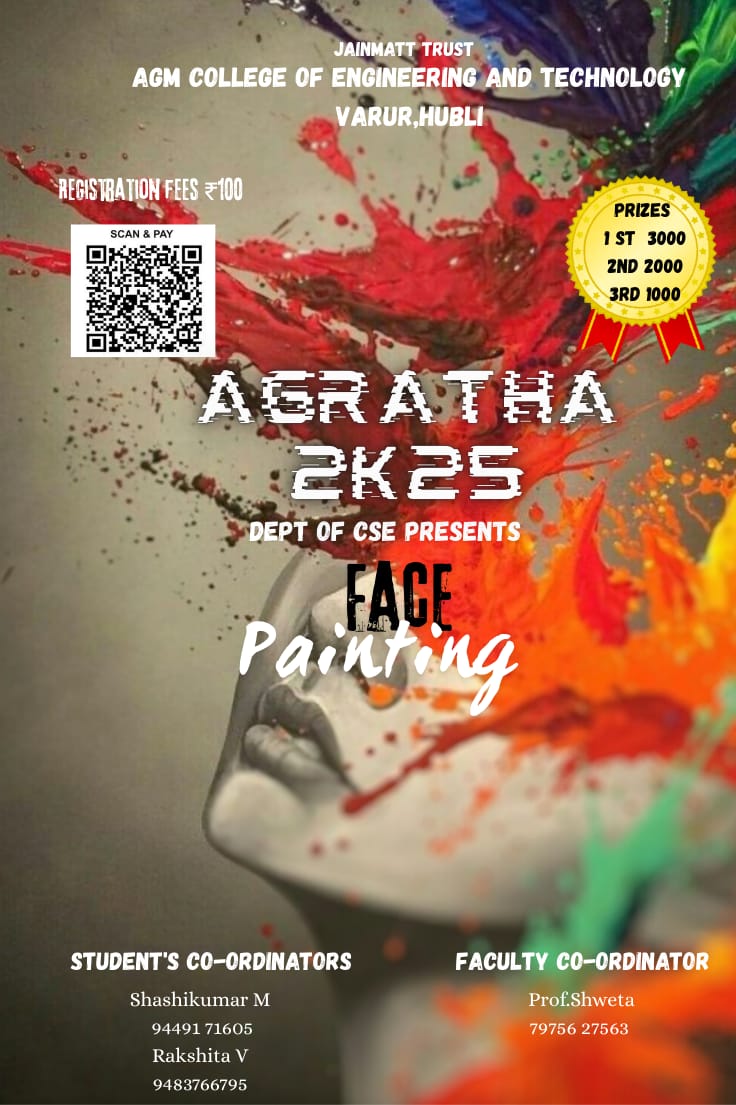 JAINMATT TRUST
AGM COLLEGE OF ENGINEERING AND TECHNOLOGY
VARUR,HUBLI
REGISTRATION FEES ₹100
SCAN & PAY
PRIZES
1 ST 3000
2ND 2000
3RD 1000
AGRATHA
2K25
DEPT OF CSE PRESENTS
FACE
Painting
STUDENT'S CO-ORDINATORS
Shashikumar M
94491 71605
Rakshita V
9483766795
FACULTY CO-ORDINATOR
Prof.Shweta
79756 27563